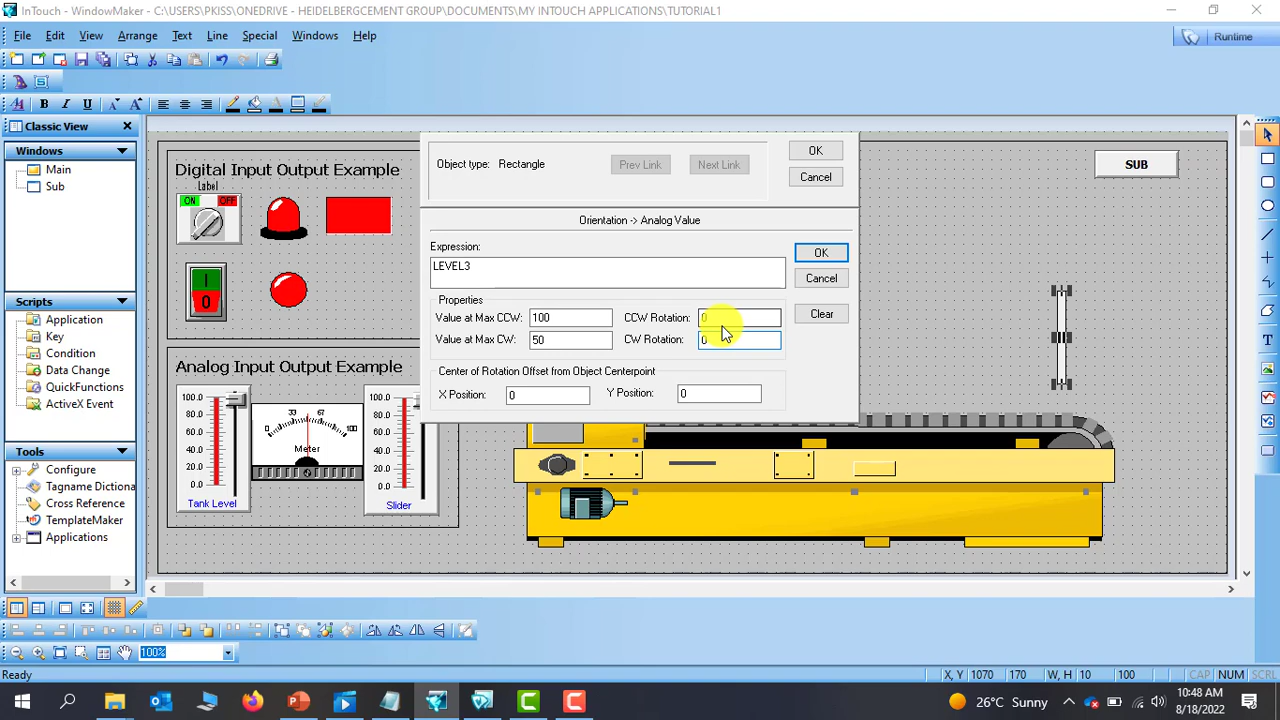 InTouch - WindowMaker - C:\USERS\PKISS\ONEDRIVE - HEIDELBERGCEMENT GROUP\DOCUMENTS\MY INTOUCH APPLICATIONS\TUTORIAL1
File Edit View Arrange Text Line Special Windows Help
Runtime
Classic View
Windows
Main
Sub
Scripts
Application
Key
Condition
Data Change
QuickFunctions
ActiveX Event
Tools
Configure
Tagname Dictiona
Cross Reference
TemplateMaker
Applications
Digital Input Output Example
Label
ON OFF
I
0
Analog Input Output Example
100.0
80.0
60.0
40.0
20.0
0.0
Tank Level
0 33 67 100
Meter
100.0
80.0
60.0
40.0
20.0
0.0
Slider
SUB
Object type: Rectangle
Prev Link Next Link
OK
Cancel
Orientation -> Analog Value
Expression:
LEVEL3
OK
Cancel
Clear
Properties
Value at Max CCW: 100 CCW Rotation: 0
Value at Max CW: 50 CW Rotation: 0
Center of Rotation Offset from Object Centerpoint
X Position: 0 Y Position: 0
100%
Ready
X, Y 1070 170 W, H 10 100 CAP NUM SCR
26°C Sunny
10:48 AM
8/18/2022